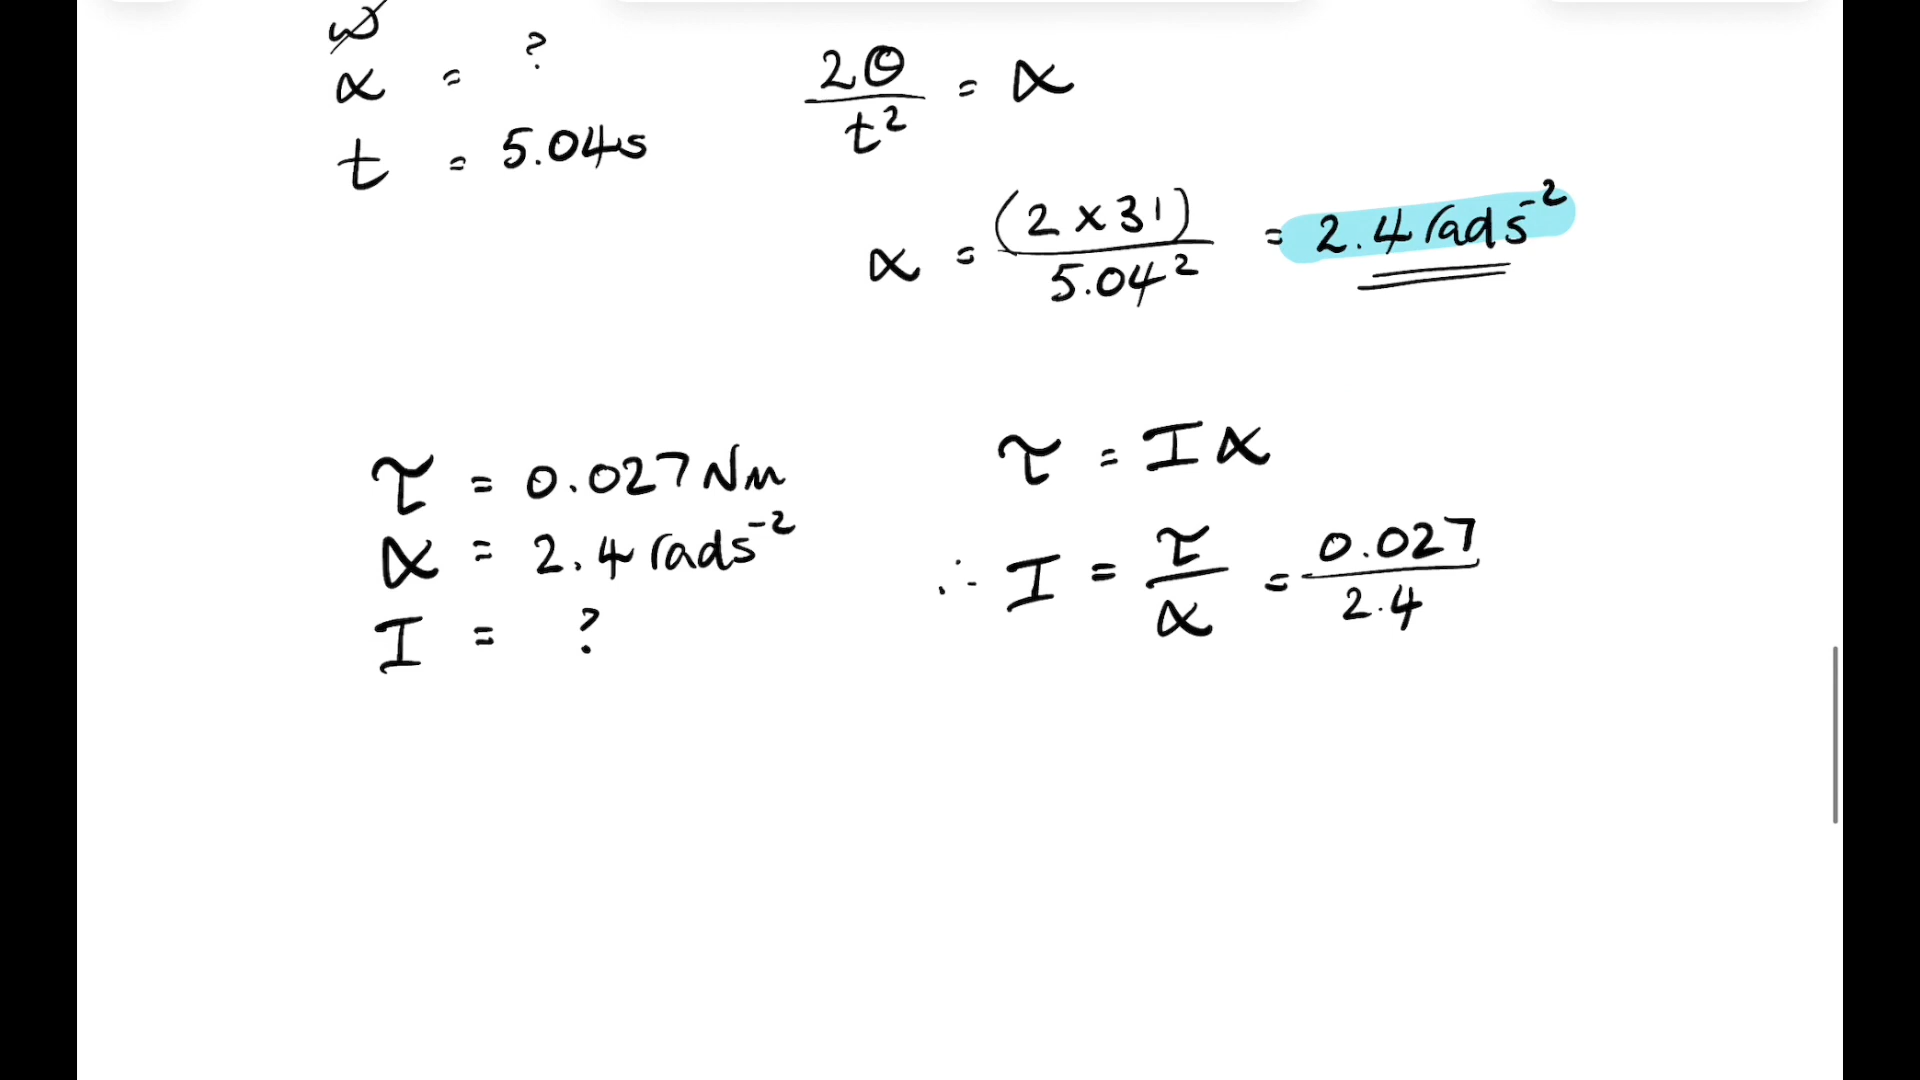 ω
α = ?
t = 5.04s
2θ/t² = α
α = (2 x 31)/5.04² = 2.4 rads⁻²
τ = 0.027 Nm
α = 2.4 rads⁻²
I = ?
τ = Iα
∴ I = τ/α = 0.027/2.4